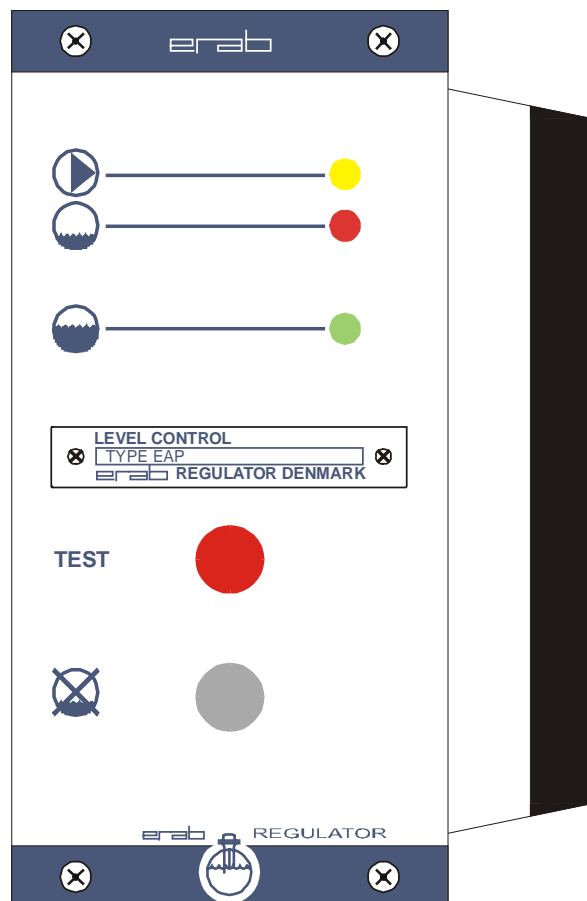 erab
LEVEL CONTROL
TYPE EAP
erab REGULATOR DENMARK
TEST
erab REGULATOR